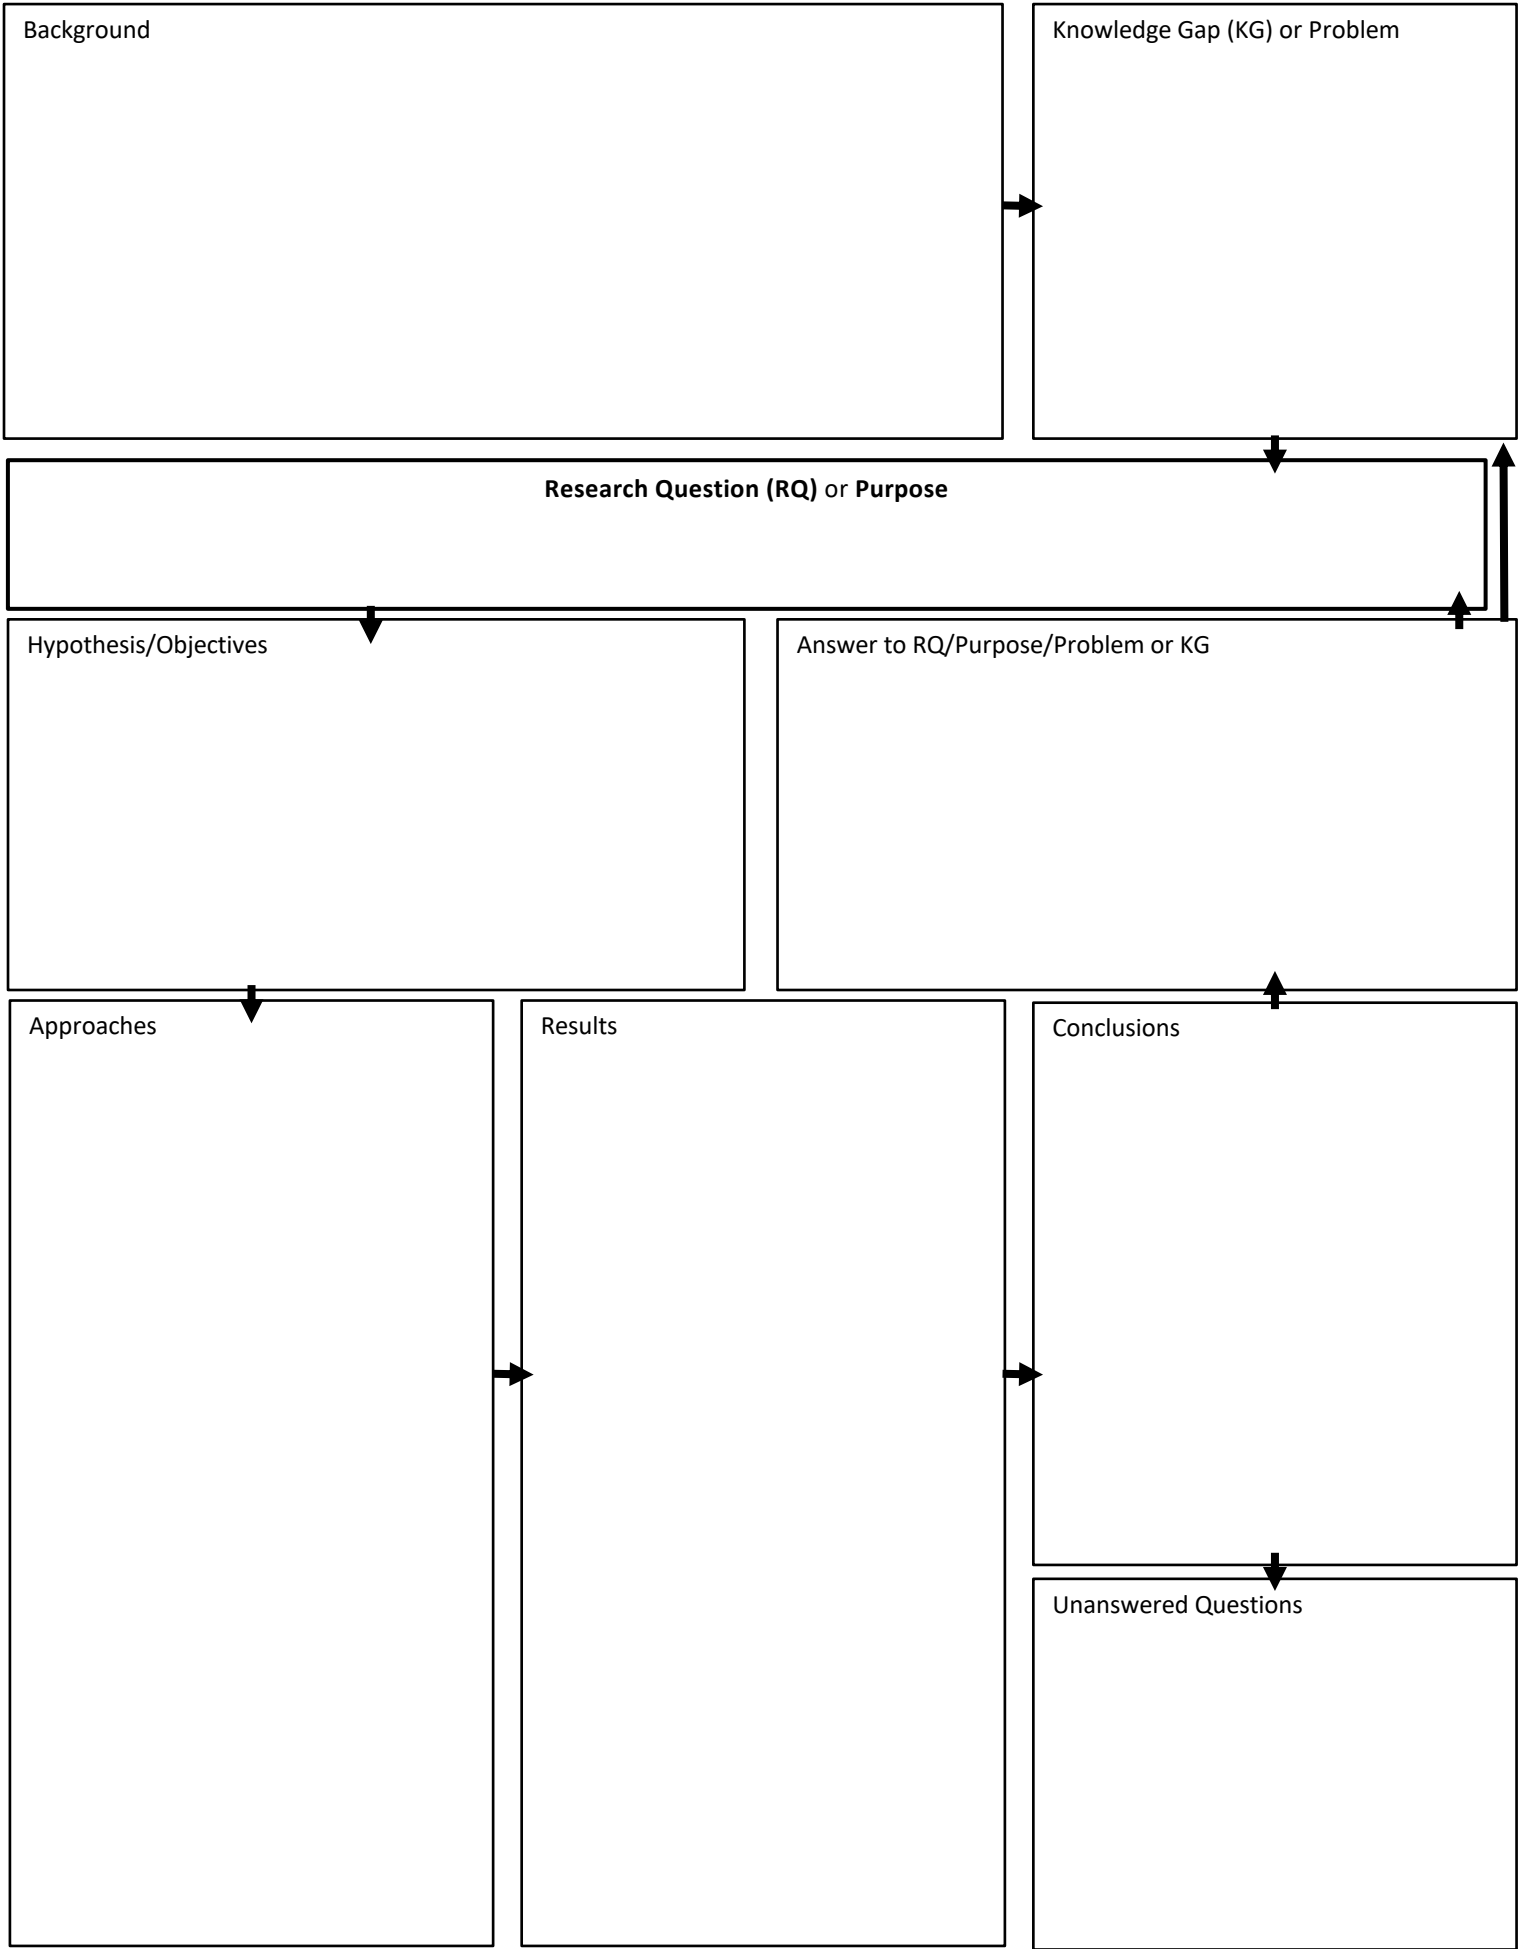 Background
Knowledge Gap (KG) or Problem
Research Question (RQ) or Purpose
Hypothesis/Objectives
Answer to RQ/Purpose/Problem or KG
Approaches
Results
Conclusions
Unanswered Questions